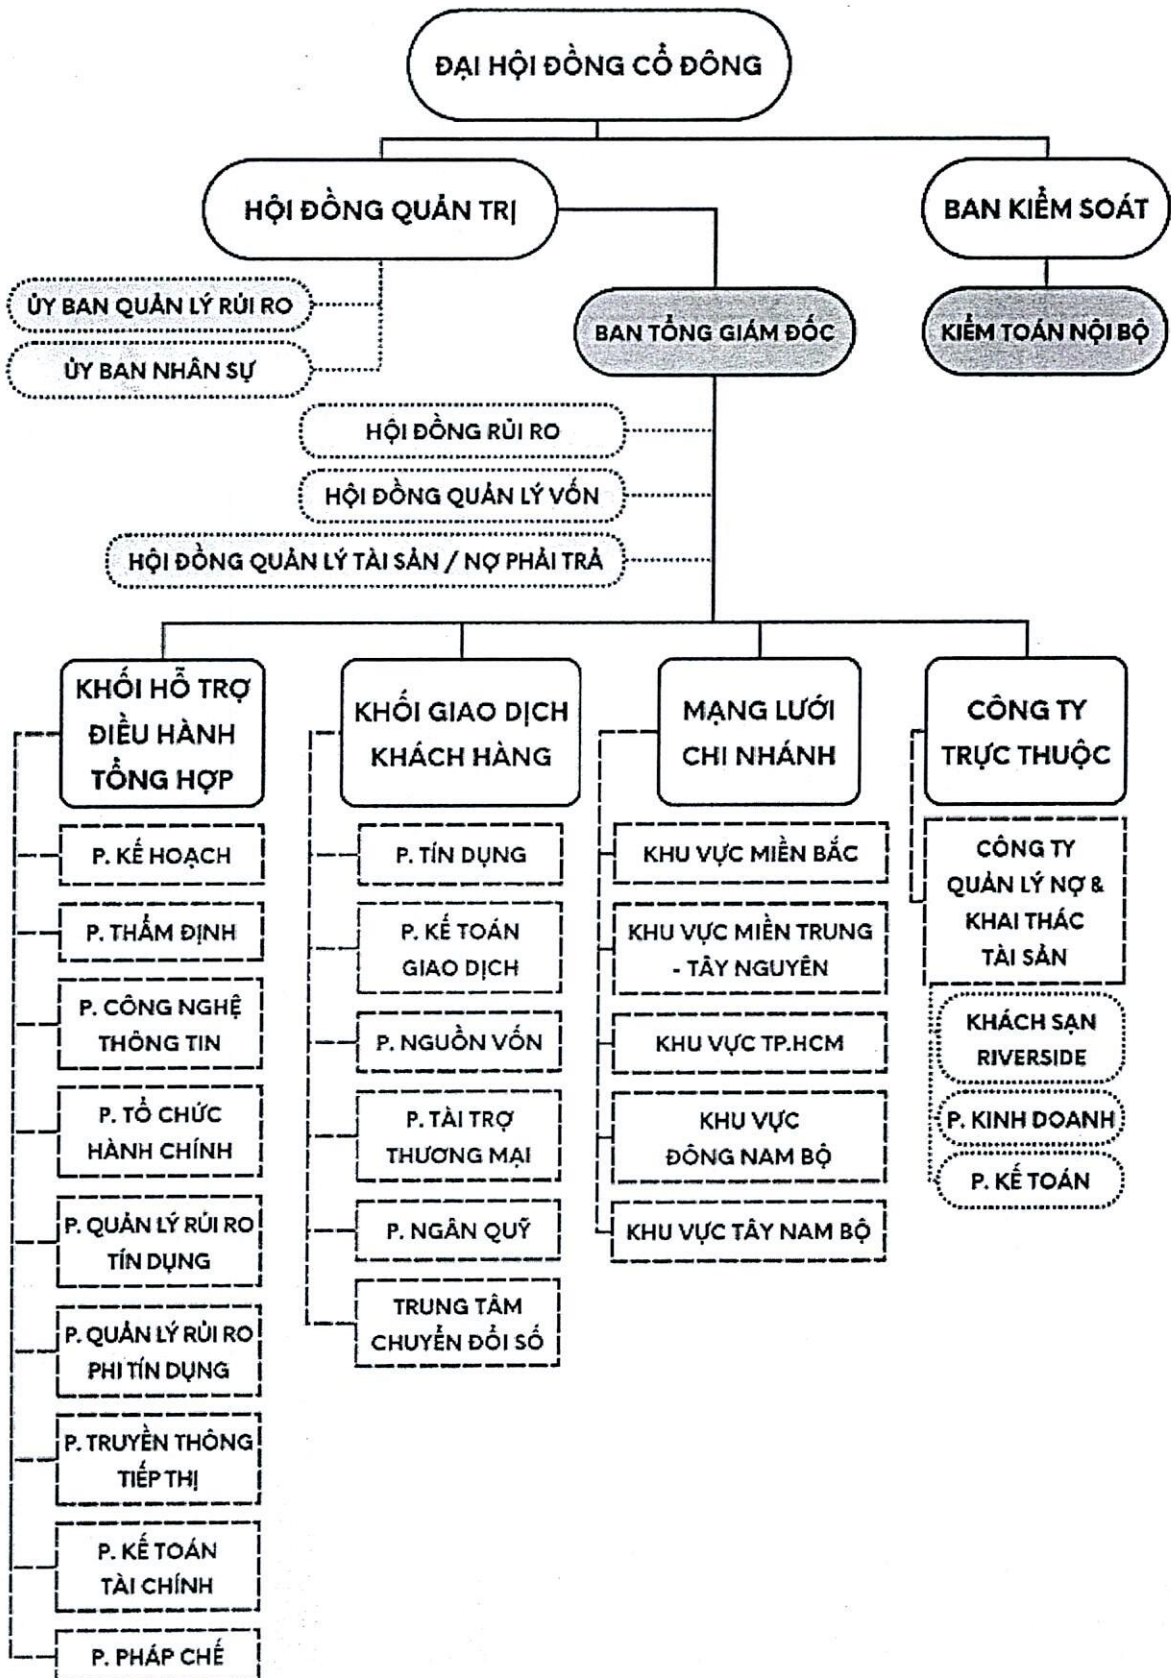 ĐẠI HỘI ĐỒNG CỔ ĐÔNG
HỘI ĐỒNG QUẢN TRỊ
BAN KIỂM SOÁT
ỦY BAN QUẢN LÝ RỦI RO
ỦY BAN NHÂN SỰ
BAN TỔNG GIÁM ĐỐC
KIỂM TOÁN NỘI BỘ
HỘI ĐỒNG RỦI RO
HỘI ĐỒNG QUẢN LÝ VỐN
HỘI ĐỒNG QUẢN LÝ TÀI SẢN / NỢ PHẢI TRẢ
KHỐI HỖ TRỢ
ĐIỀU HÀNH
TỔNG HỢP
P. KẾ HOẠCH
P. THẨM ĐỊNH
P. CÔNG NGHỆ
THÔNG TIN
P. TỔ CHỨC
HÀNH CHÍNH
P. QUẢN LÝ RỦI RO
TÍN DỤNG
P. QUẢN LÝ RỦI RO
PHI TÍN DỤNG
P. TRUYỀN THÔNG
TIẾP THỊ
P. KẾ TOÁN
TÀI CHÍNH
P. PHÁP CHẾ
KHỐI GIAO DỊCH
KHÁCH HÀNG
P. TÍN DỤNG
P. KẾ TOÁN
GIAO DỊCH
P. NGUỒN VỐN
P. TÀI TRỢ
THƯƠNG MẠI
P. NGÂN QUỸ
TRUNG TÂM
CHUYỂN ĐỔI SỐ
MẠNG LƯỚI
CHI NHÁNH
KHU VỰC MIỀN BẮC
KHU VỰC MIỀN TRUNG
- TÂY NGUYÊN
KHU VỰC TP.HCM
KHU VỰC
ĐÔNG NAM BỘ
KHU VỰC TÂY NAM BỘ
CÔNG TY
TRỰC THUỘC
CÔNG TY
QUẢN LÝ NỢ &
KHAI THÁC
TÀI SẢN
KHÁCH SẠN
RIVERSIDE
P. KINH DOANH
P. KẾ TOÁN